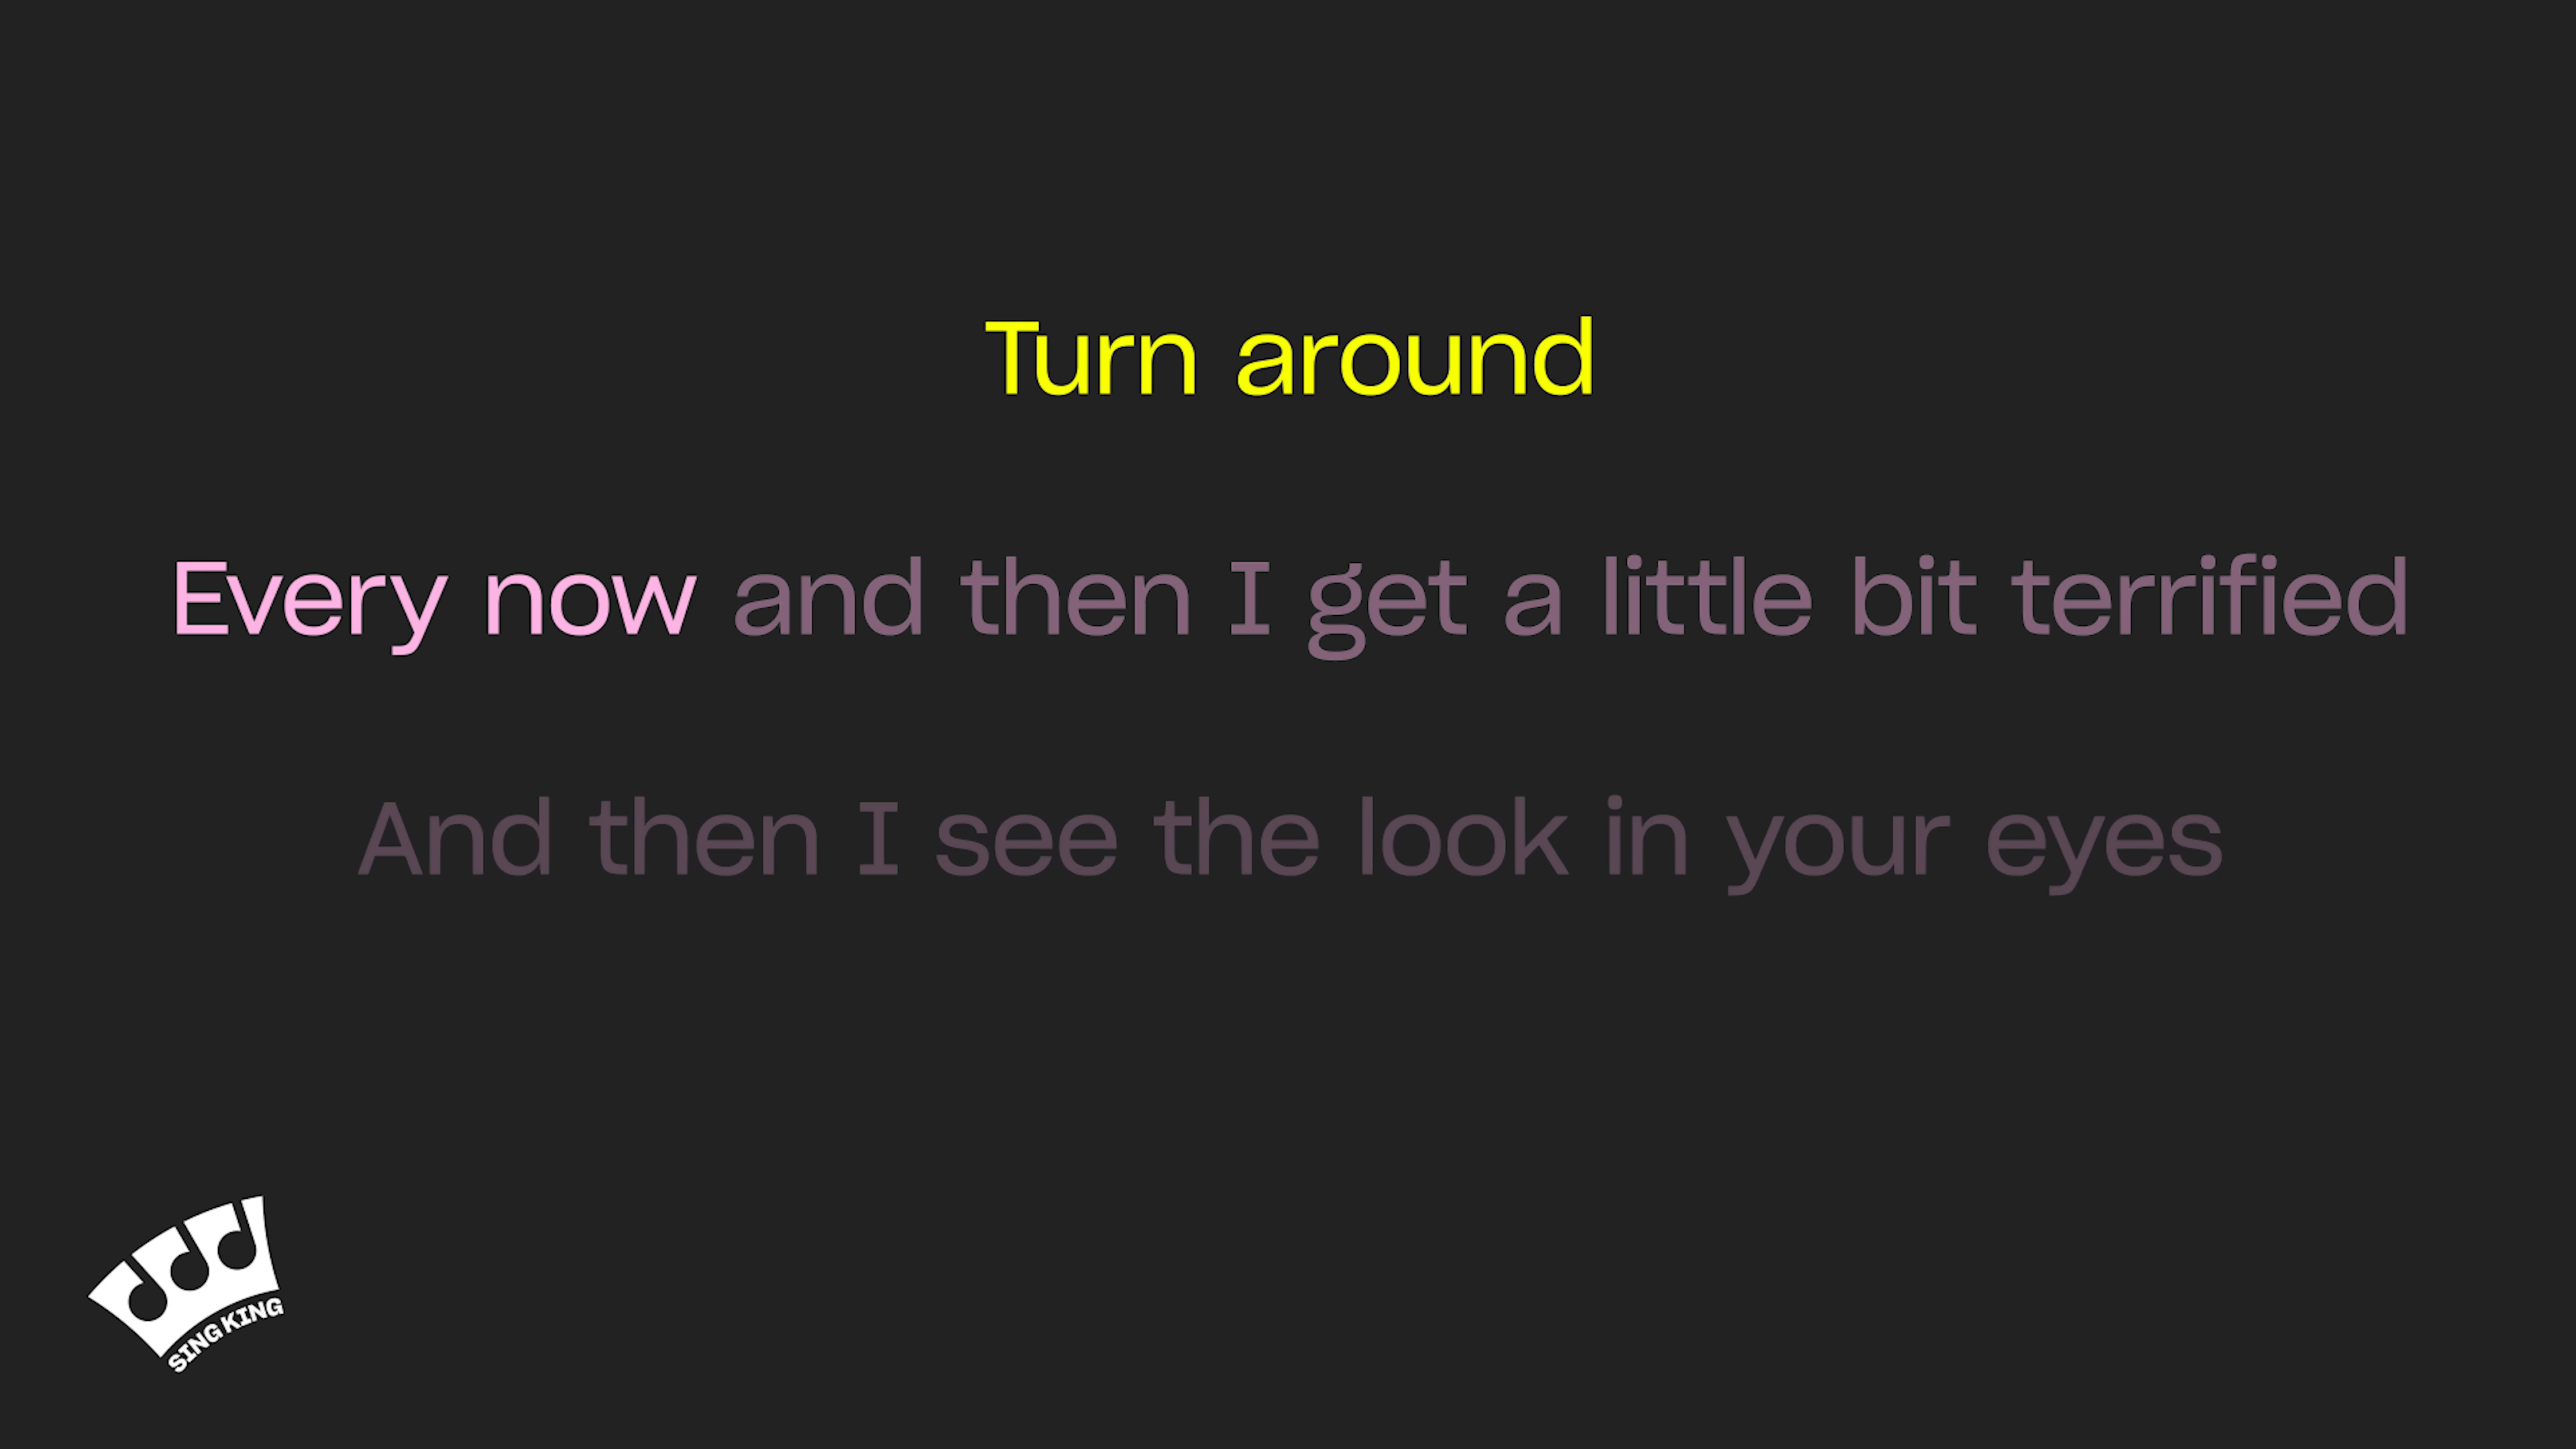 Turn around
Every now and then I get a little bit terrified
And then I see the look in your eyes
SING KING